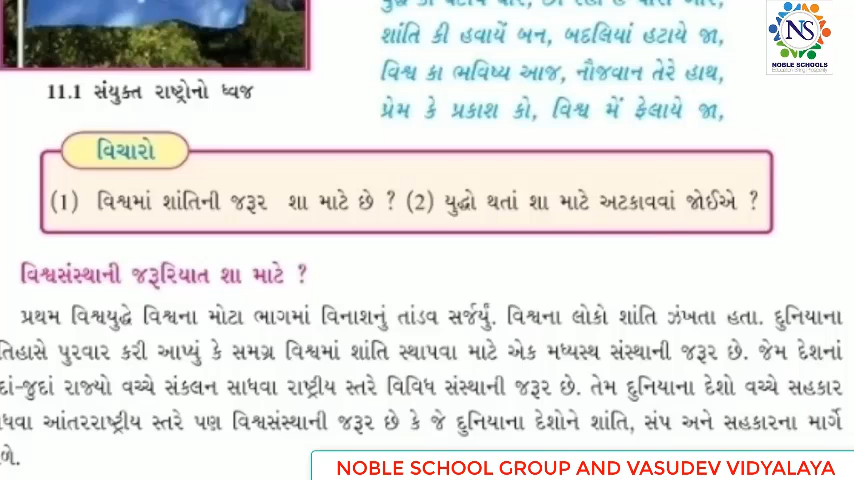 શાંતિ કી હવાયેં બન, બદલિયાં હટાયે જા,
વિશ્વ કા ભવિષ્ય આજ, નૌજવાન તેરે હાથ,
પ્રેમ કે પ્રકાશ કો, વિશ્વ મેં ફેલાયે જા,
NS
NOBLE SCHOOLS
11.1 સંયુક્ત રાષ્ટ્રોનો ધ્વજ
વિચારો
(1) વિશ્વમાં શાંતિની જરૂર શા માટે છે ? (2) યુદ્ધો થતાં શા માટે અટકાવવાં જોઈએ ?
વિશ્વસંસ્થાની જરૂરિયાત શા માટે ?
પ્રથમ વિશ્વયુદ્ધે વિશ્વના મોટા ભાગમાં વિનાશનું તાંડવ સર્જર્યું. વિશ્વના લોકો શાંતિ ઝંખતા હતા. દુનિયાના
તિહાસે પુરવાર કરી આપ્યું કે સમગ્ર વિશ્વમાં શાંતિ સ્થાપવા માટે એક મધ્યસ્થ સંસ્થાની જરૂર છે. જેમ દેશનાં
દાં-જુદાં રાજ્યો વચ્ચે સંકલન સાધવા રાષ્ટ્રીય સ્તરે વિવિધ સંસ્થાની જરૂર છે. તેમ દુનિયાના દેશો વચ્ચે સહકાર
ાધવા આંતરરાષ્ટ્રીય સ્તરે પણ વિશ્વસંસ્થાની જરૂર છે કે જે દુનિયાના દેશોને શાંતિ, સંપ અને સહકારના માર્ગે
ળે.
NOBLE SCHOOL GROUP AND VASUDEV VIDYALAYA